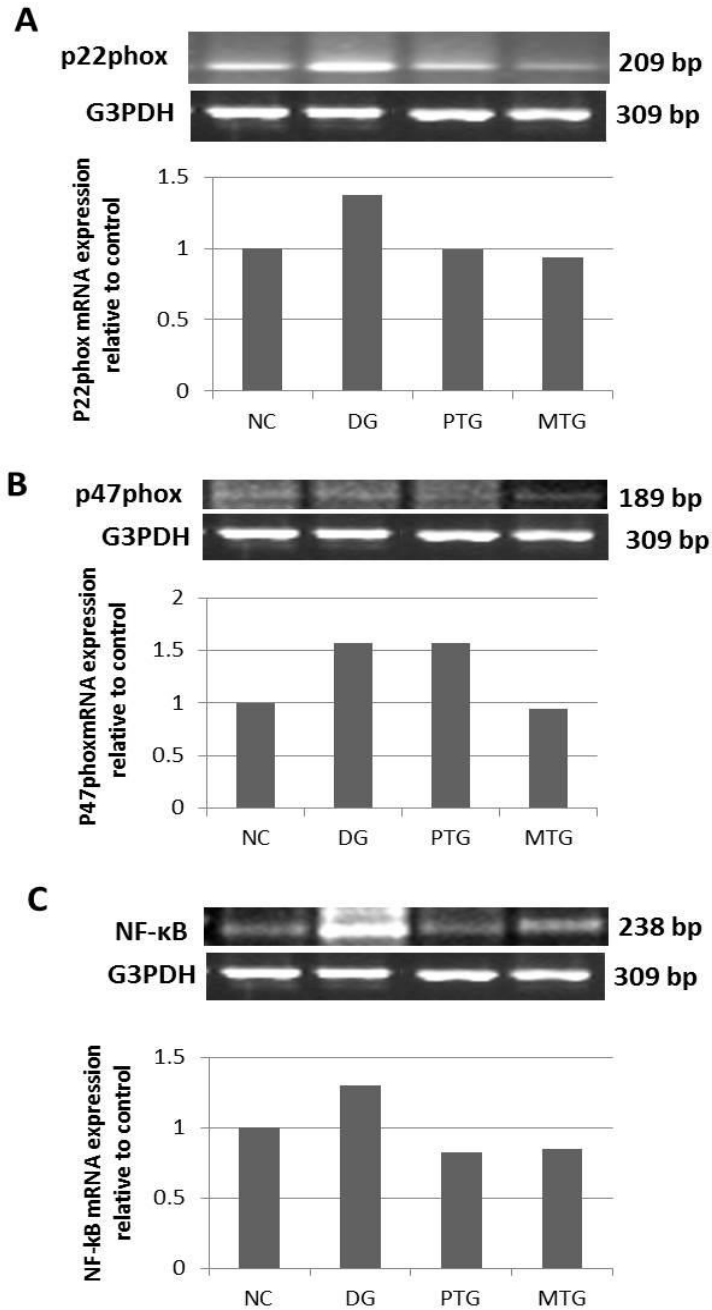 A
p22phox
209 bp
G3PDH
309 bp
P22phox mRNA expression
relative to control
1.5
1
0.5
0
NC DG PTG MTG
B
p47phox
189 bp
G3PDH
309 bp
P47phoxmRNA expression
relative to control
2
1.5
1
0.5
0
NC DG PTG MTG
C
NF-κB
238 bp
G3PDH
309 bp
NF-kB mRNA expression
relative to control
1.5
1
0.5
0
NC DG PTG MTG